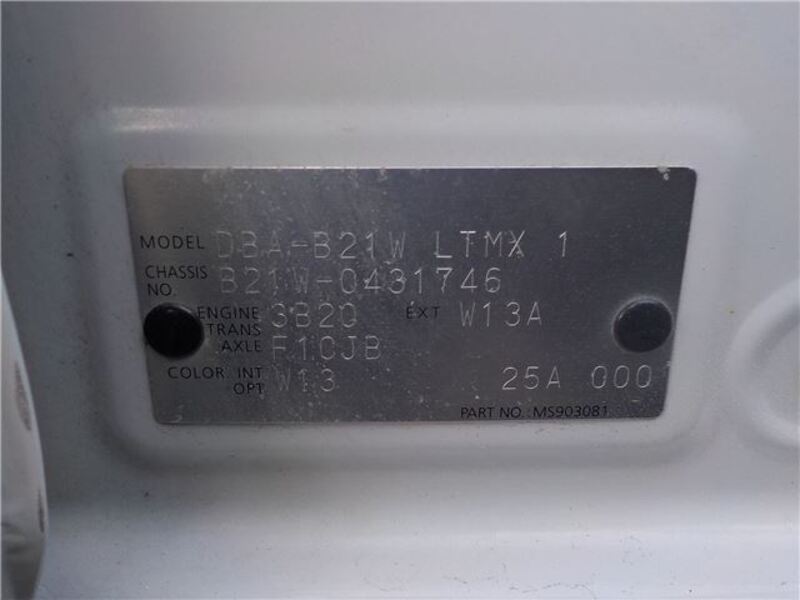 MODEL DBA-B21W LTMX 1
CHASSIS NO. B21W-0431746
ENGINE 3B20 EXT W13A
TRANS AXLE F1CJB
COLOR INT OPT W13 25A 000
PART NO. MS903081